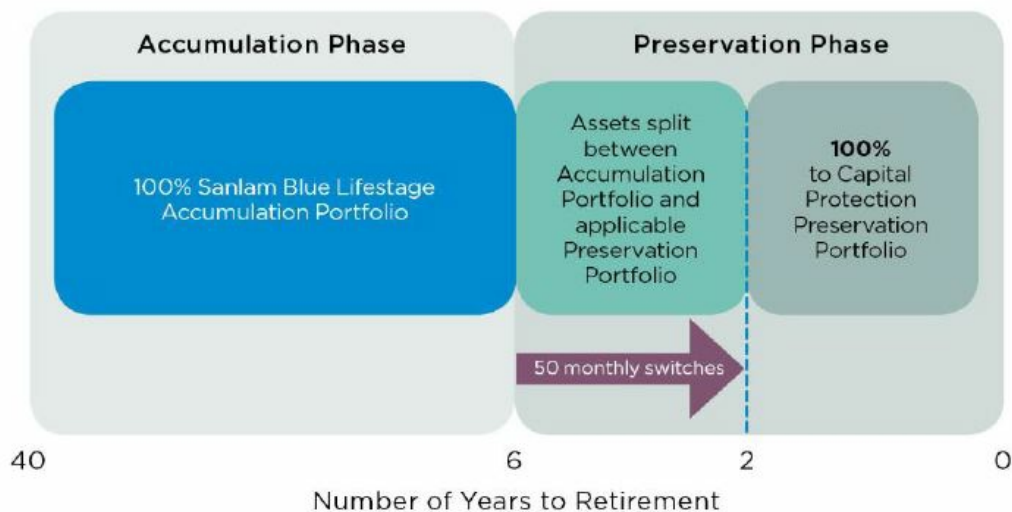 Accumulation Phase
Preservation Phase
100% Sanlam Blue Lifestage
Accumulation Portfolio
Assets split
between
Accumulation
Portfolio and
applicable
Preservation
Portfolio
100%
to Capital
Protection
Preservation
Portfolio
50 monthly switches
40
6
2
0
Number of Years to Retirement